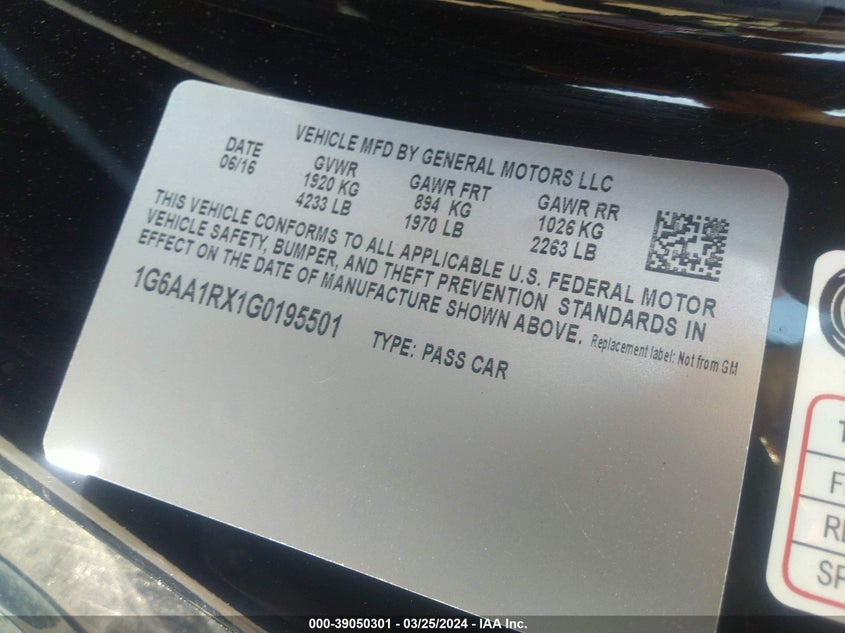 VEHICLE MFD BY GENERAL MOTORS LLC
DATE GVWR GAWR FRT GAWR RR
06/16 1920 KG 894 KG 1026 KG
4233 LB 1970 LB 2263 LB
THIS VEHICLE CONFORMS TO ALL APPLICABLE U.S. FEDERAL MOTOR
VEHICLE SAFETY, BUMPER, AND THEFT PREVENTION STANDARDS IN
EFFECT ON THE DATE OF MANUFACTURE SHOWN ABOVE. Replacement label: Not from GM
1G6AA1RX1G0195501 TYPE: PASS CAR
000-39050301 - 03/25/2024 - IAA Inc.